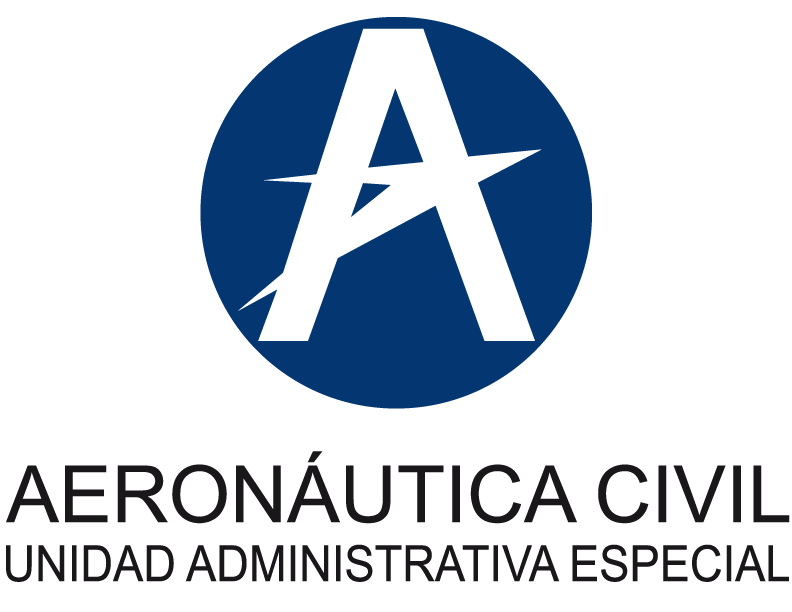 A
AERONÁUTICA CIVIL
UNIDAD ADMINISTRATIVA ESPECIAL